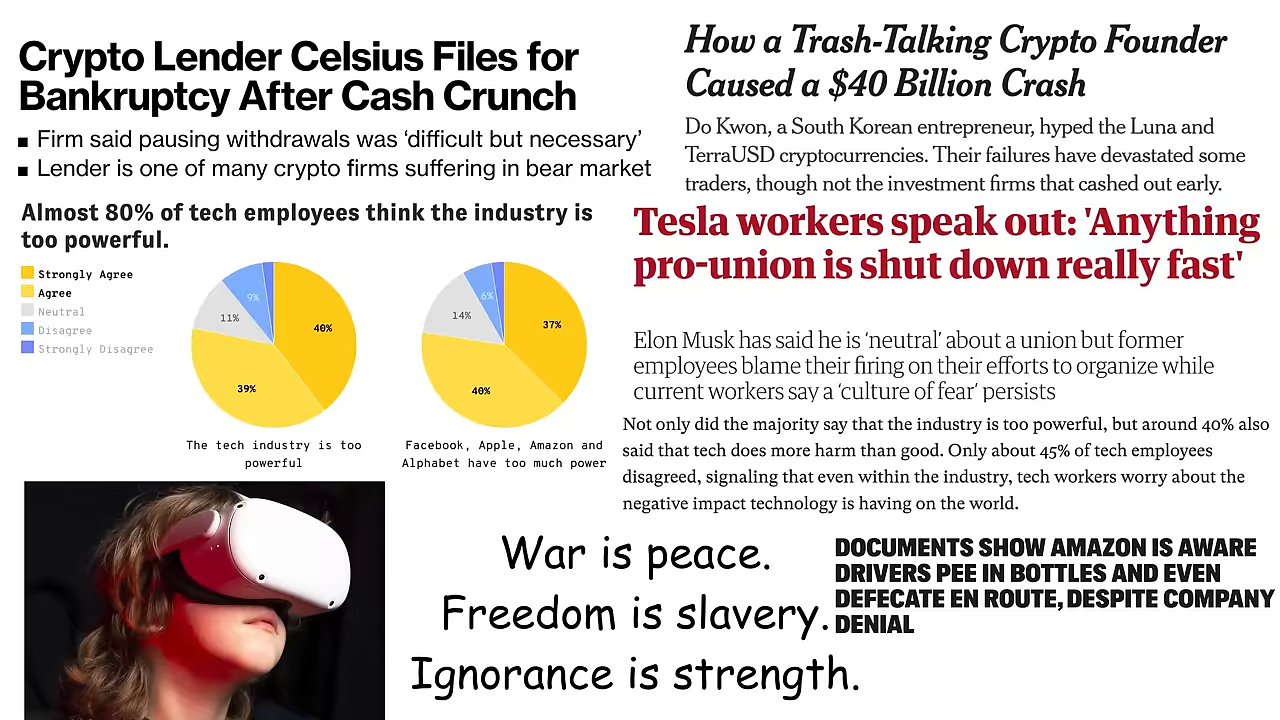 Crypto Lender Celsius Files for
Bankruptcy After Cash Crunch
▪ Firm said pausing withdrawals was ‘difficult but necessary’
▪ Lender is one of many crypto firms suffering in bear market
How a Trash-Talking Crypto Founder
Caused a $40 Billion Crash
Do Kwon, a South Korean entrepreneur, hyped the Luna and
TerraUSD cryptocurrencies. Their failures have devastated some
traders, though not the investment firms that cashed out early.
Almost 80% of tech employees think the industry is
too powerful.
Strongly Agree
Agree
Neutral
Disagree
Strongly Disagree
9%
11%
40%
39%
The tech industry is too
powerful
6%
14%
37%
40%
Facebook, Apple, Amazon and
Alphabet have too much power
Tesla workers speak out: 'Anything
pro-union is shut down really fast'
Elon Musk has said he is ‘neutral’ about a union but former
employees blame their firing on their efforts to organize while
current workers say a ‘culture of fear’ persists
Not only did the majority say that the industry is too powerful, but around 40% also
said that tech does more harm than good. Only about 45% of tech employees
disagreed, signaling that even within the industry, tech workers worry about the
negative impact technology is having on the world.
War is peace.
Freedom is slavery.
Ignorance is strength.
DOCUMENTS SHOW AMAZON IS AWARE
DRIVERS PEE IN BOTTLES AND EVEN
DEFECATE EN ROUTE, DESPITE COMPANY
DENIAL